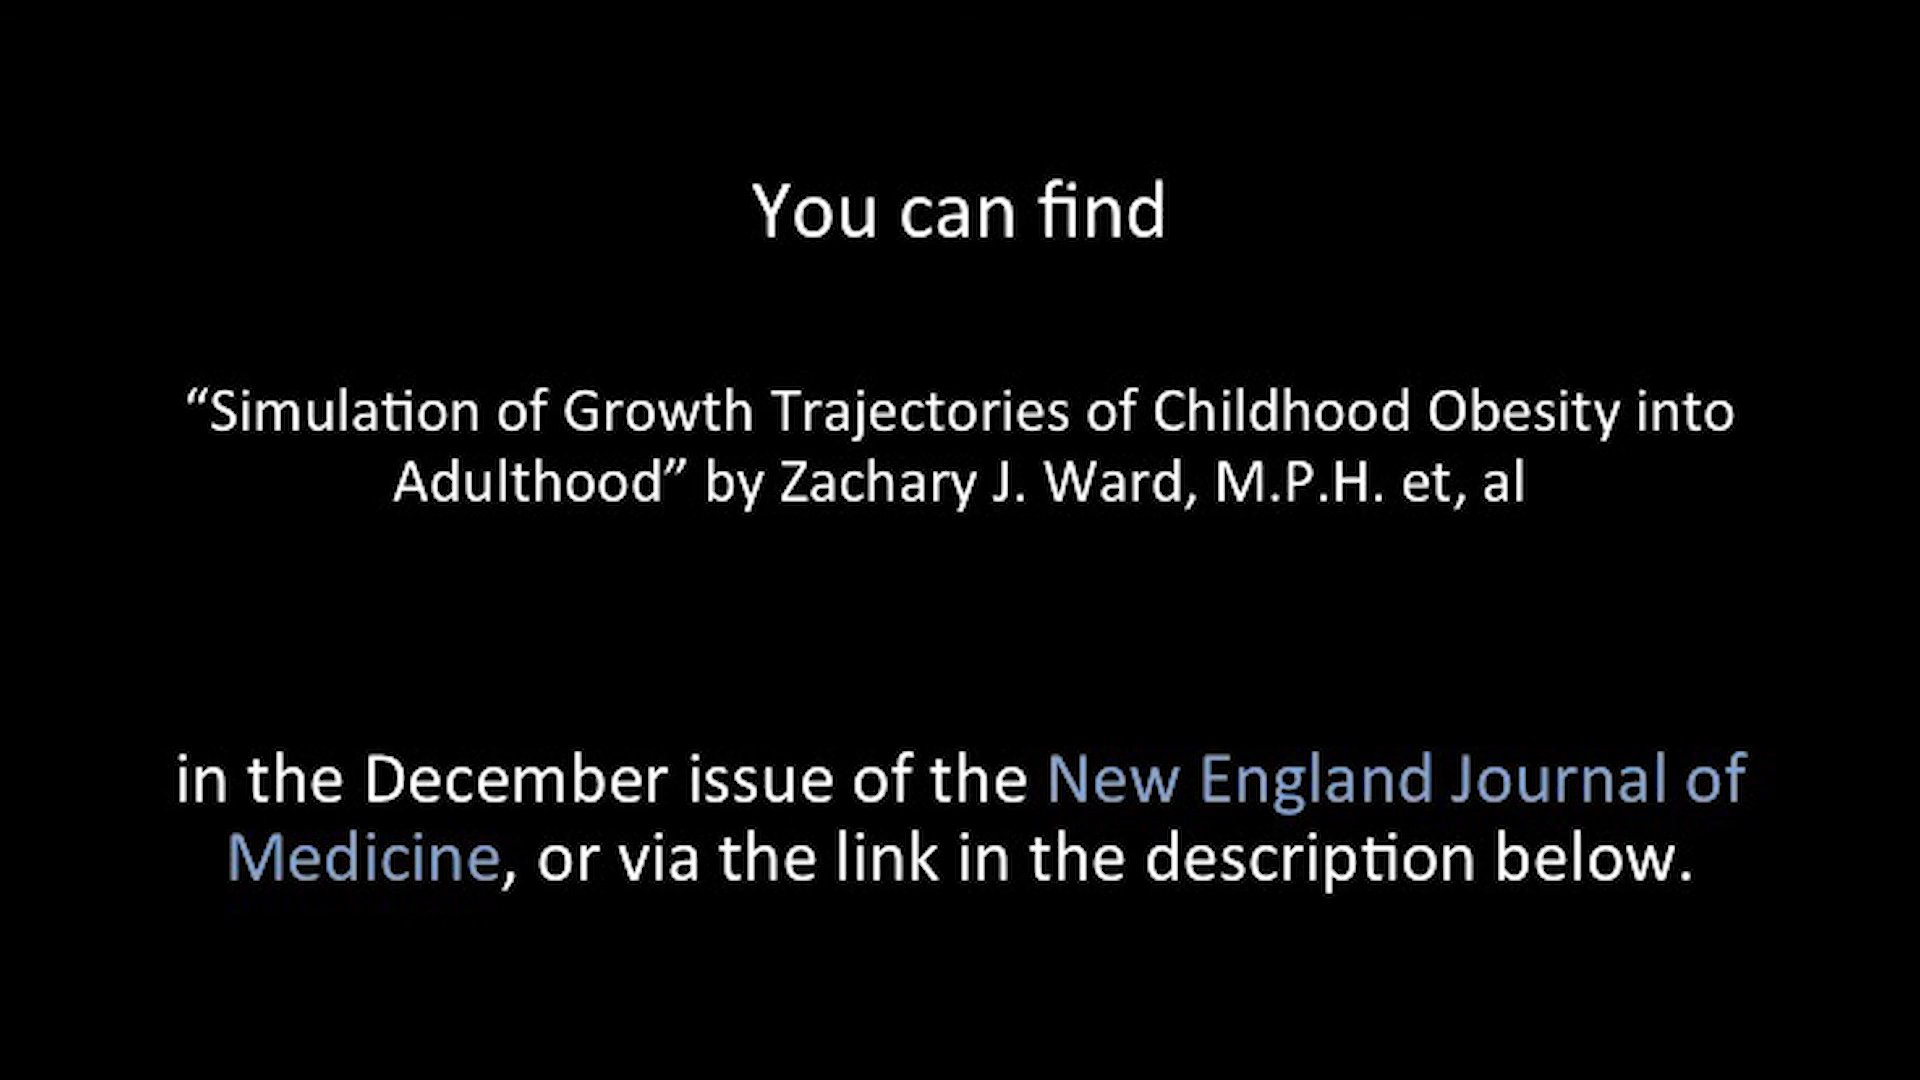 You can find
“Simulation of Growth Trajectories of Childhood Obesity into
Adulthood” by Zachary J. Ward, M.P.H. et, al
in the December issue of the New England Journal of
Medicine, or via the link in the description below.